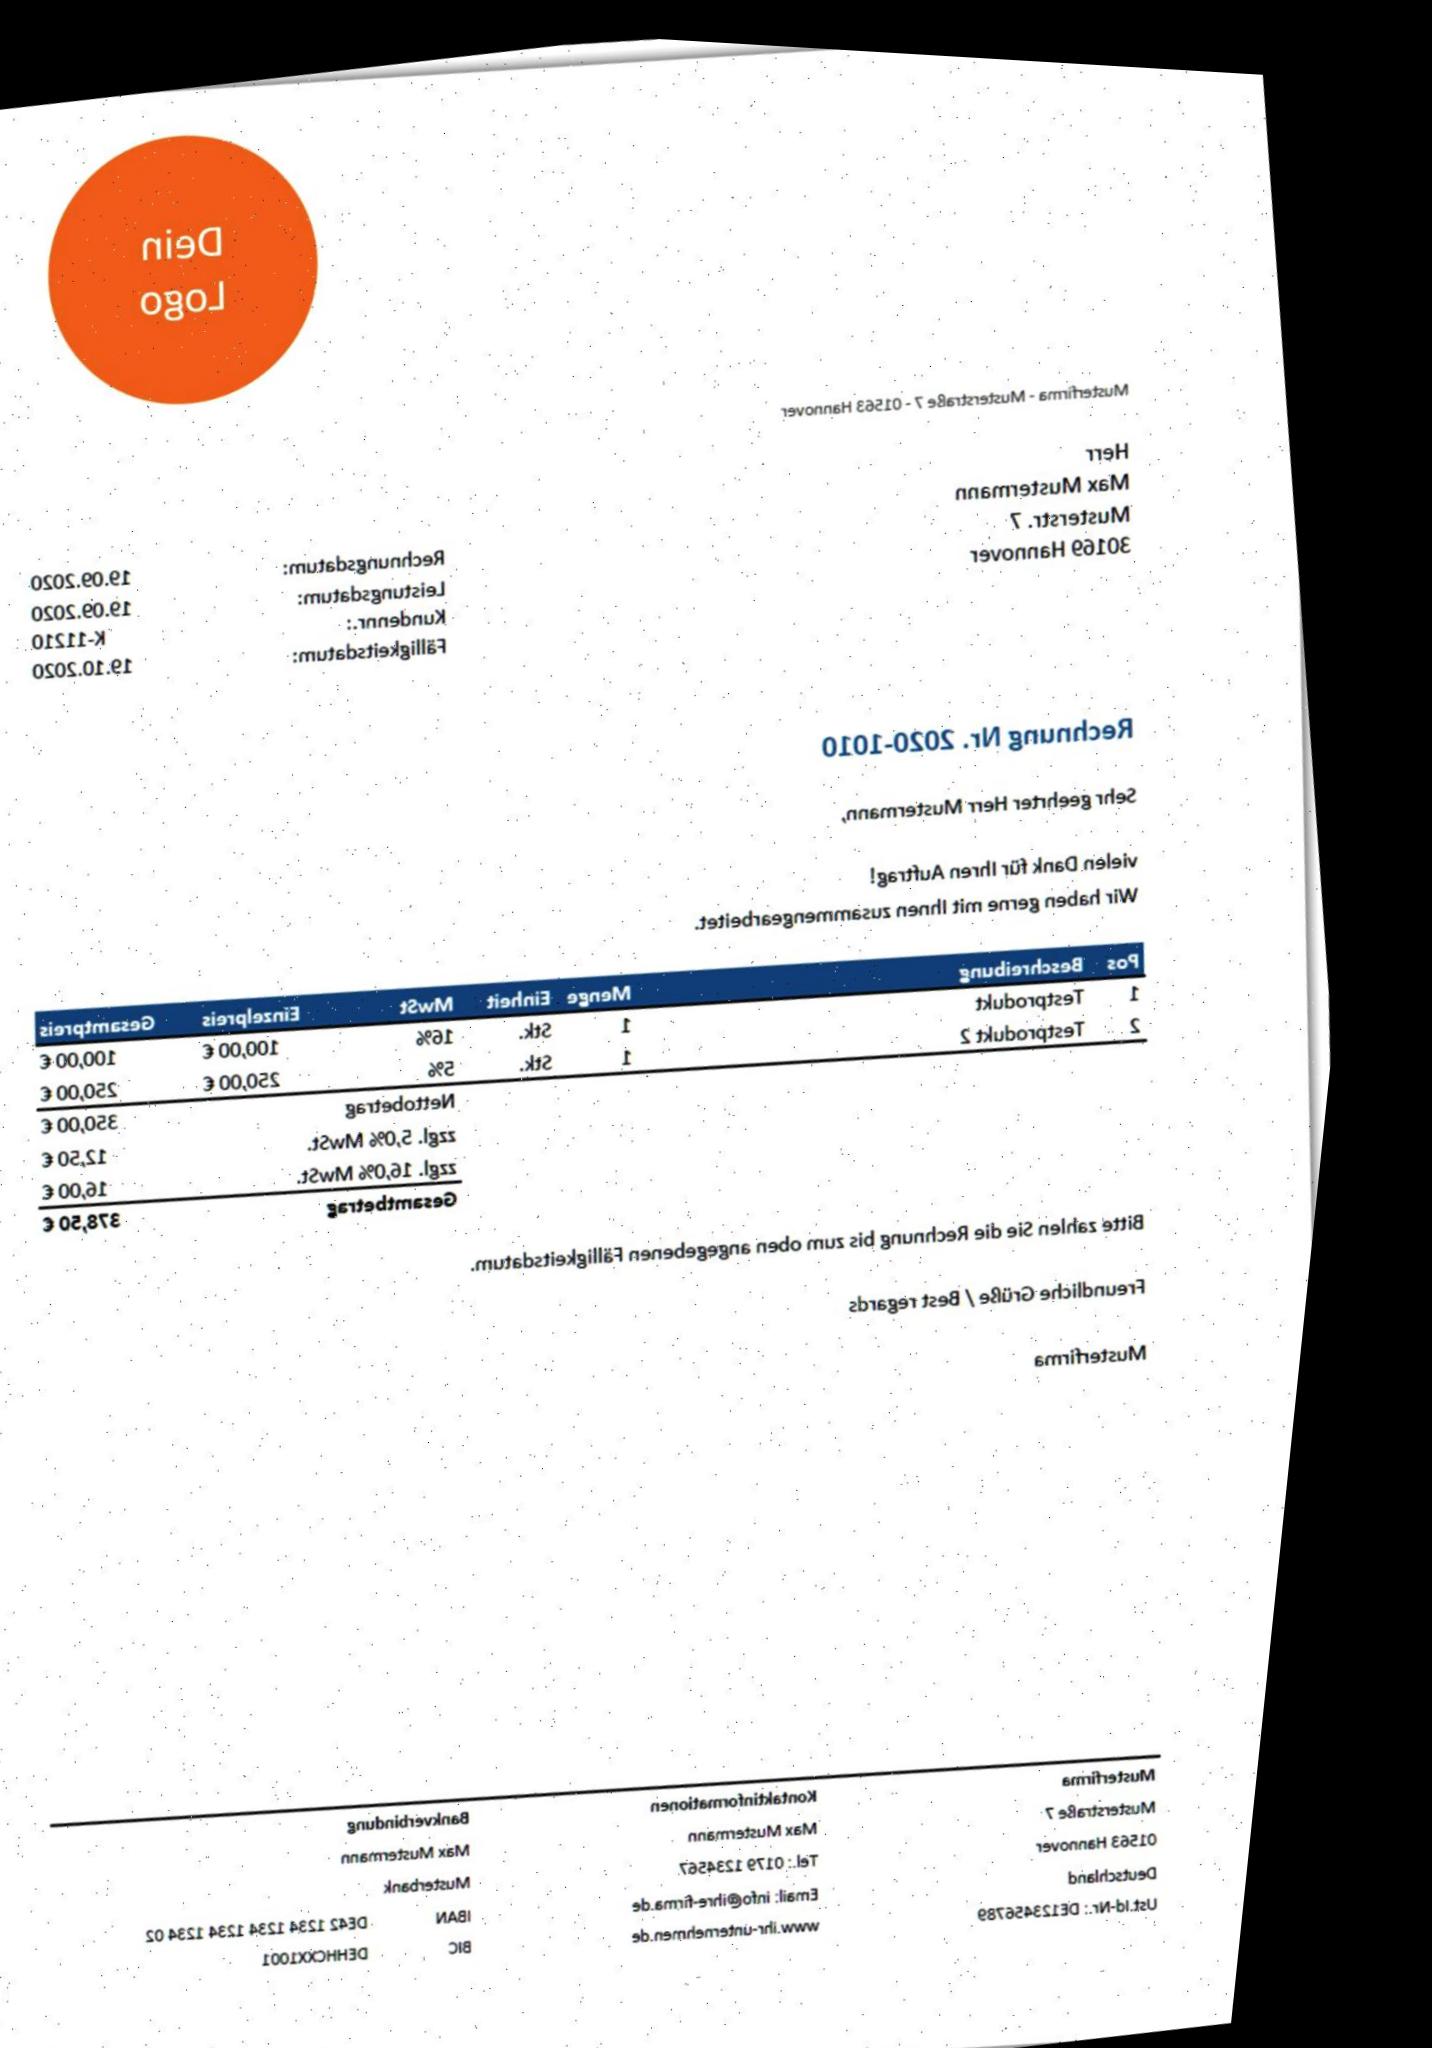 Dein
Logo
Musterfirma - Musterstraße 7 - 01563 Hannover
Herr
Max Mustermann
Musterstr. 7
30169 Hannover
Rechnungsdatum: 19.09.2020
Leistungsdatum: 19.09.2020
Kundennr.: K-11210
Fälligkeitsdatum: 19.10.2020
Rechnung Nr. 2020-1010
Sehr geehrter Herr Mustermann,
vielen Dank für Ihren Auftrag!
Wir haben gerne mit Ihnen zusammengearbeitet.
Pos Beschreibung Menge Einheit MwSt Einzelpreis Gesamtpreis
1 Testprodukt 1 Stk. 16% 100,00 € 100,00 €
2 Testprodukt 2 1 Stk. 5% 250,00 € 250,00 €
Nettobetrag 350,00 €
zzgl. 5,0% MwSt. 12,50 €
zzgl. 16,0% MwSt. 16,00 €
Gesamtbetrag 378,50 €
Bitte zahlen Sie die Rechnung bis zum oben angegebenen Fälligkeitsdatum.
Freundliche Grüße / Best regards
Musterfirma
Musterfirma
Musterstraße 7
01563 Hannover
Deutschland
Ust.Id-Nr.: DE123456789
Kontaktinformationen
Max Mustermann
Tel.: 0179 1234567
Email: info@ihre-firma.de
www.ihr-unternehmen.de
Bankverbindung
Max Mustermann
Musterbank
IBAN DE42 1234 1234 1234 1234 02
BIC DEHHCXX1001